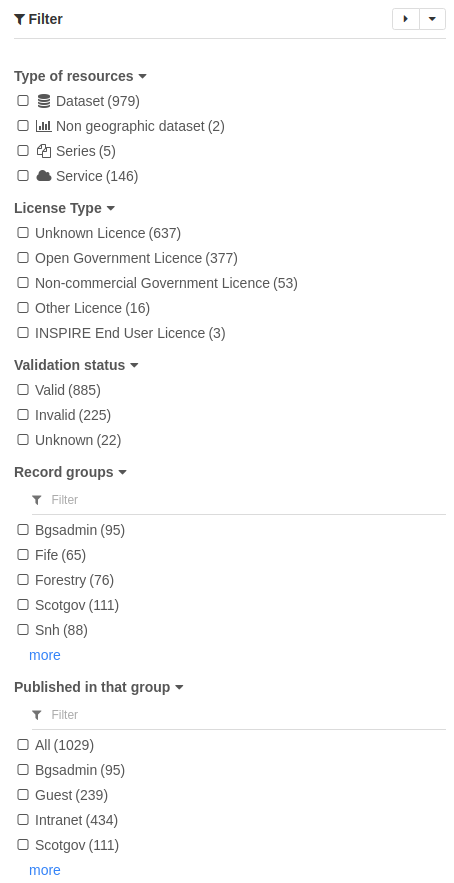 Filter
Type of resources
Dataset (979)
Non geographic dataset (2)
Series (5)
Service (146)
License Type
Unknown Licence (637)
Open Government Licence (377)
Non-commercial Government Licence (53)
Other Licence (16)
INSPIRE End User Licence (3)
Validation status
Valid (885)
Invalid (225)
Unknown (22)
Record groups
Filter
Bgsadmin (95)
Fife (65)
Forestry (76)
Scotgov (111)
Snh (88)
more
Published in that group
Filter
All (1029)
Bgsadmin (95)
Guest (239)
Intranet (434)
Scotgov (111)
more